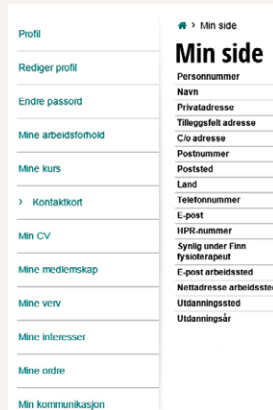 Profil
Rediger profil
Endre passord
Mine arbeidsforhold
Mine kurs
> Kontaktkort
Min CV
Mine medlemskap
Mine verv
Mine interesser
Mine ordre
Min kommunikasjon
> Min side
Min side
Personnummer
Navn
Privatadresse
Tilleggsfelt adresse
C/o adresse
Postnummer
Poststed
Land
Telefonnummer
E-post
HPR-nummer
Synlig under Finn
fysioterapeut
E-post arbeidssted
Nettadresse arbeidssted
Utdanningssted
Utdanningsår